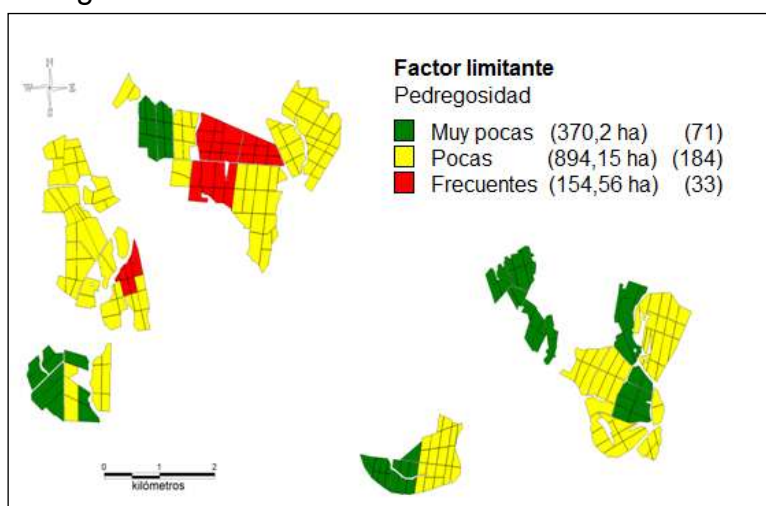 N
W E
S
Factor limitante
Pedregosidad
Muy pocas (370,2 ha) (71)
Pocas (894,15 ha) (184)
Frecuentes (154,56 ha) (33)
0 1 2
kilómetros